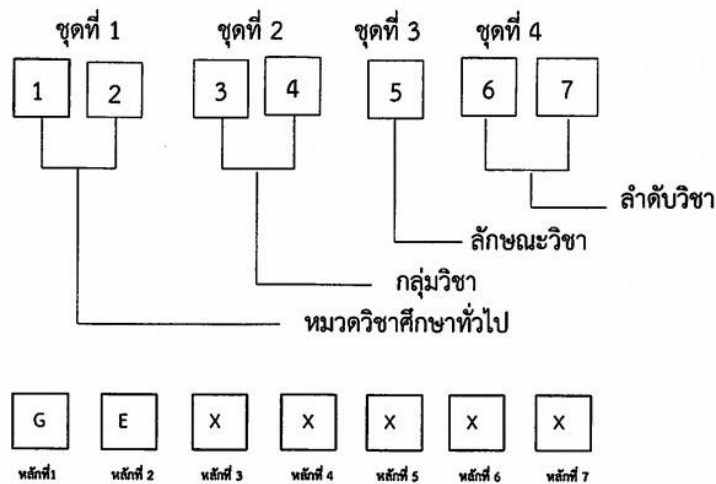 ชุดที่ 1 ชุดที่ 2 ชุดที่ 3 ชุดที่ 4
1 2 3 4 5 6 7
ลำดับวิชา
ลักษณะวิชา
กลุ่มวิชา
หมวดวิชาศึกษาทั่วไป
G E X X X X X
หลักที่1 หลักที่ 2 หลักที่ 3 หลักที่ 4 หลักที่ 5 หลักที่ 6 หลักที่ 7